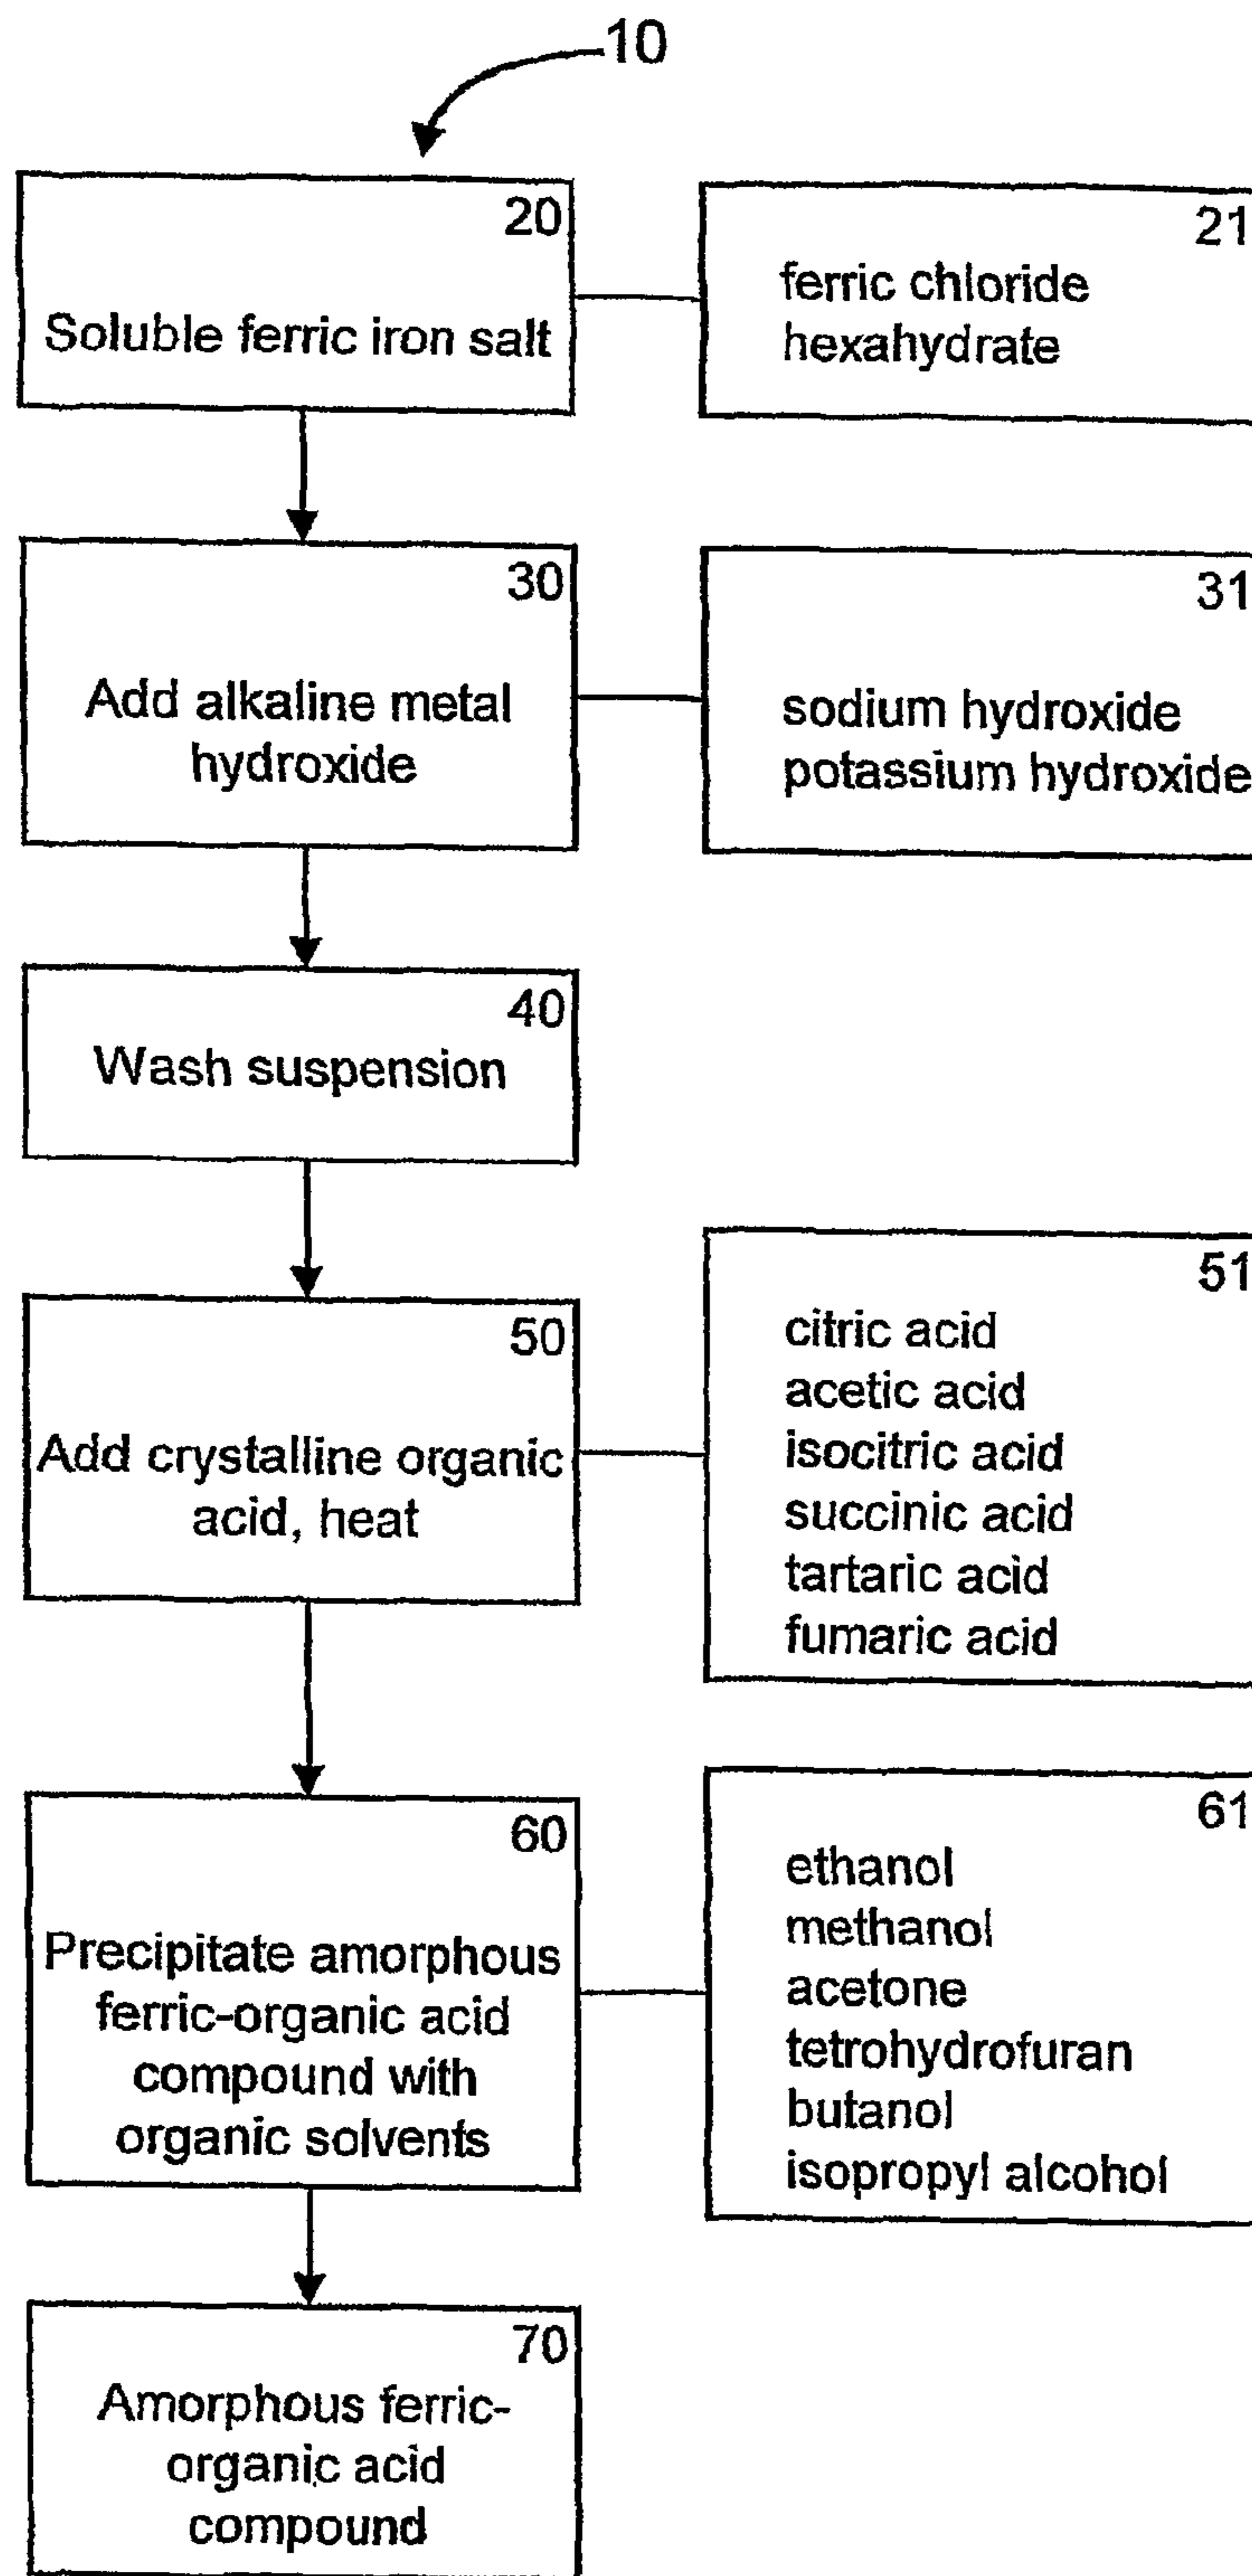 10
20
Soluble ferric iron salt
21
ferric chloride
hexahydrate
30
Add alkaline metal
hydroxide
31
sodium hydroxide
potassium hydroxide
40
Wash suspension
50
Add crystalline organic
acid, heat
51
citric acid
acetic acid
isocitric acid
succinic acid
tartaric acid
fumaric acid
60
Precipitate amorphous
ferric-organic acid
compound with
organic solvents
61
ethanol
methanol
acetone
tetrohydrofuran
butanol
isopropyl alcohol
70
Amorphous ferric-
organic acid
compound